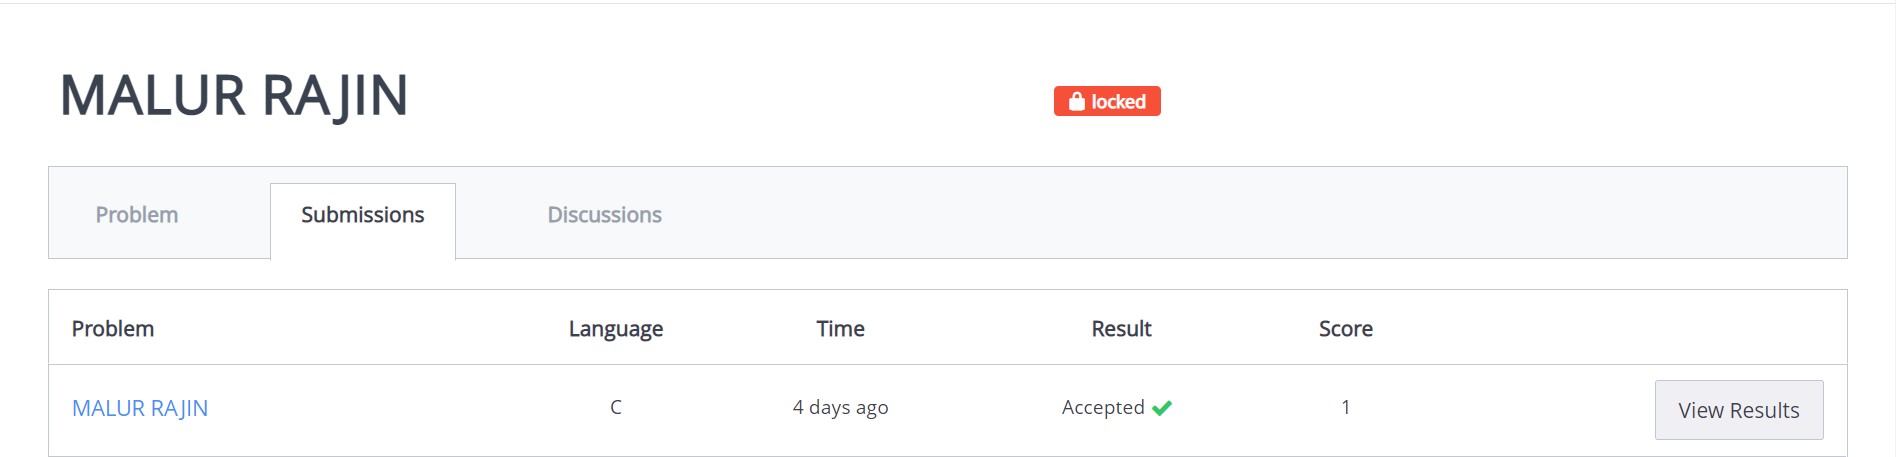 MALUR RAJIN
locked
Problem Submissions Discussions
Problem Language Time Result Score
MALUR RAJIN C 4 days ago Accepted 1 View Results